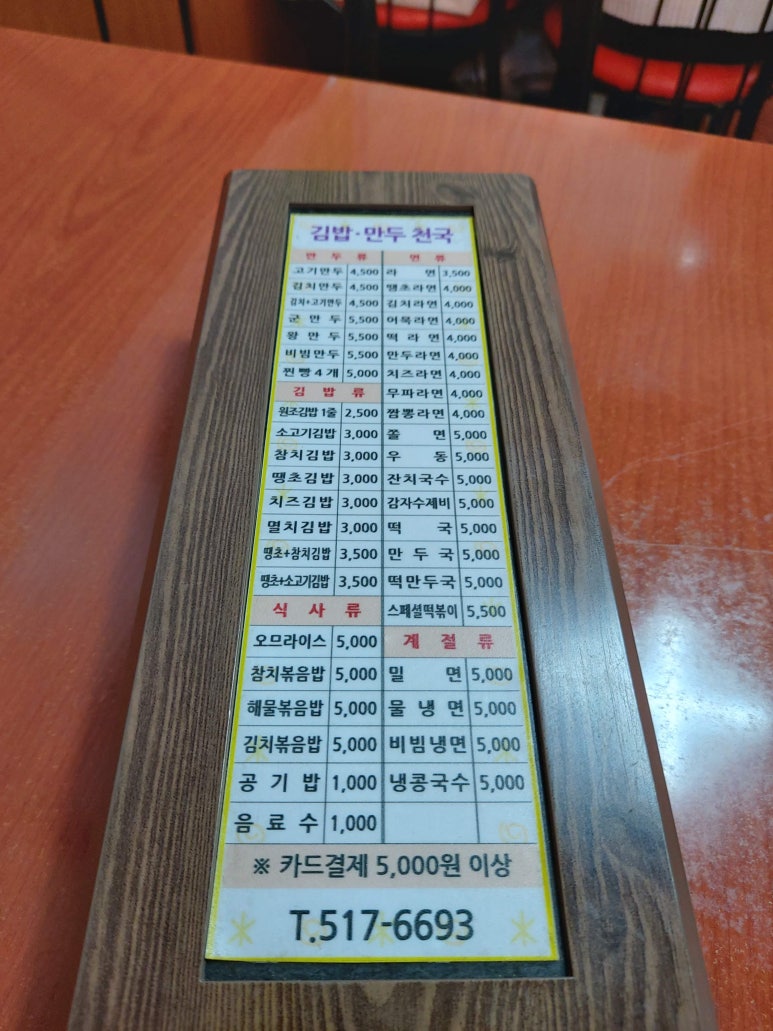 김밥·만두 천국
만 두 류
고기만두 4,500
김치만두 4,500
김치+고기만두 4,500
군 만 두 5,500
왕 만 두 5,500
비빔만두 5,500
찐빵4개 5,000
김 밥 류
원조김밥1줄 2,500
소고기김밥 3,000
참치김밥 3,000
땡초김밥 3,000
치즈김밥 3,000
멸치김밥 3,000
땡초+참치김밥 3,500
땡초+소고기김밥 3,500
식 사 류
오므라이스 5,000
참치볶음밥 5,000
해물볶음밥 5,000
김치볶음밥 5,000
공 기 밥 1,000
음 료 수 1,000
면 류
라 면 3,500
땡초라면 4,000
김치라면 4,000
어묵라면 4,000
떡 라 면 4,000
만두라면 4,000
치즈라면 4,000
무파라면 4,000
짬뽕라면 4,000
쫄 면 5,000
우 동 5,000
잔치국수 5,000
감자수제비 5,000
떡 국 5,000
만 두 국 5,000
떡만두국 5,000
스페셜떡볶이 5,500
계 절 류
밀 면 5,000
물 냉 면 5,000
비빔냉면 5,000
냉콩국수 5,000
※ 카드결제 5,000원 이상
T.517-6693